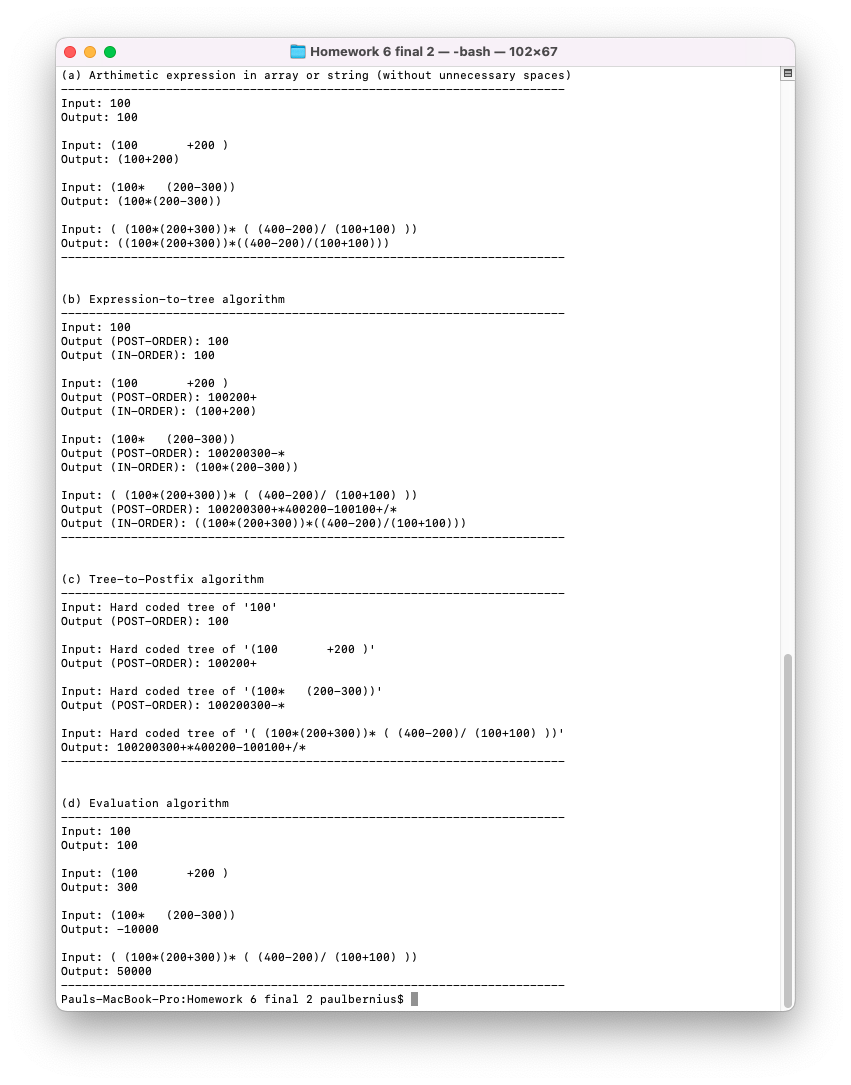 Homework 6 final 2 — -bash — 102×67
(a) Arthimetic expression in array or string (without unnecessary spaces)
------------------------------------------------------------------------
Input: 100
Output: 100
Input: (100       +200 )
Output: (100+200)
Input: (100*   (200-300))
Output: (100*(200-300))
Input: ( (100*(200+300))* ( (400-200)/ (100+100) ))
Output: ((100*(200+300))*((400-200)/(100+100)))
------------------------------------------------------------------------
(b) Expression-to-tree algorithm
------------------------------------------------------------------------
Input: 100
Output (POST-ORDER): 100
Output (IN-ORDER): 100
Input: (100       +200 )
Output (POST-ORDER): 100200+
Output (IN-ORDER): (100+200)
Input: (100*   (200-300))
Output (POST-ORDER): 100200300-*
Output (IN-ORDER): (100*(200-300))
Input: ( (100*(200+300))* ( (400-200)/ (100+100) ))
Output (POST-ORDER): 100200300+*400200-100100+/*
Output (IN-ORDER): ((100*(200+300))*((400-200)/(100+100)))
------------------------------------------------------------------------
(c) Tree-to-Postfix algorithm
------------------------------------------------------------------------
Input: Hard coded tree of '100'
Output (POST-ORDER): 100
Input: Hard coded tree of '(100       +200 )'
Output (POST-ORDER): 100200+
Input: Hard coded tree of '(100*   (200-300))'
Output (POST-ORDER): 100200300-*
Input: Hard coded tree of '( (100*(200+300))* ( (400-200)/ (100+100) ))'
Output: 100200300+*400200-100100+/*
------------------------------------------------------------------------
(d) Evaluation algorithm
------------------------------------------------------------------------
Input: 100
Output: 100
Input: (100       +200 )
Output: 300
Input: (100*   (200-300))
Output: -10000
Input: ( (100*(200+300))* ( (400-200)/ (100+100) ))
Output: 50000
------------------------------------------------------------------------
Pauls-MacBook-Pro:Homework 6 final 2 paulbernius$